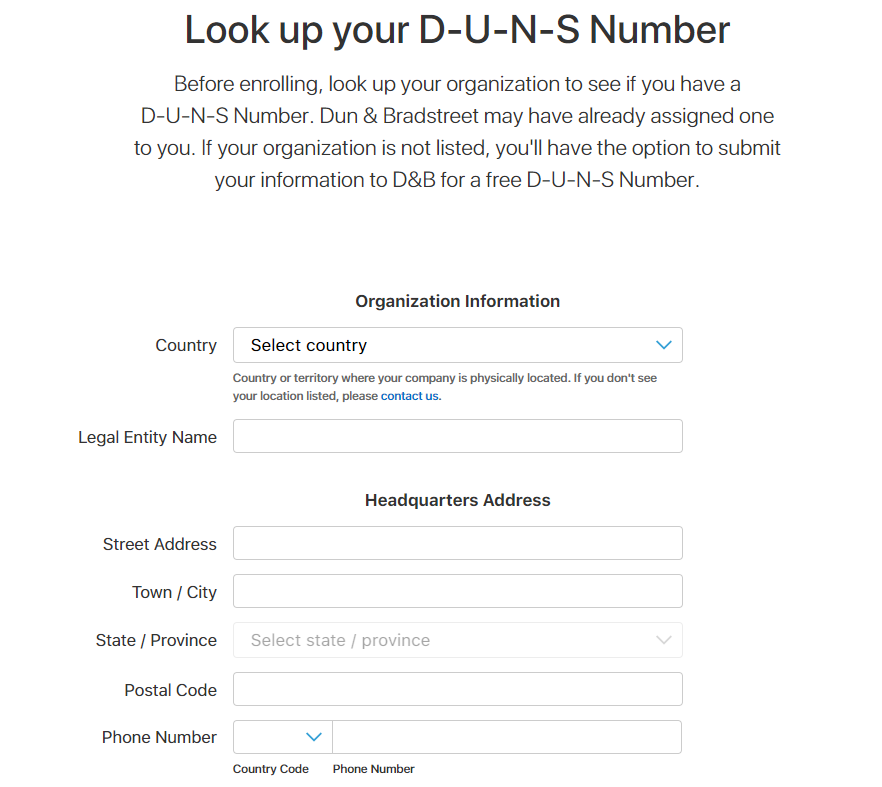 Look up your D-U-N-S Number
Before enrolling, look up your organization to see if you have a
D-U-N-S Number. Dun & Bradstreet may have already assigned one
to you. If your organization is not listed, you'll have the option to submit
your information to D&B for a free D-U-N-S Number.
Organization Information
Country Select country
Country or territory where your company is physically located. If you don't see
your location listed, please contact us.
Legal Entity Name
Headquarters Address
Street Address
Town / City
State / Province Select state / province
Postal Code
Phone Number
Country Code Phone Number